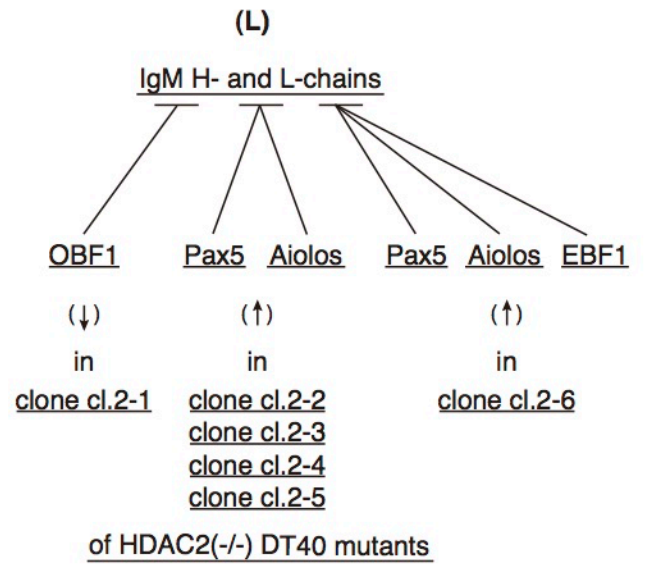 (L)
IgM H- and L-chains
OBF1 Pax5 Aiolos Pax5 Aiolos EBF1
(↓) (↑) (↑)
in in in
clone cl.2-1 clone cl.2-2 clone cl.2-6
clone cl.2-3
clone cl.2-4
clone cl.2-5
of HDAC2(-/-) DT40 mutants